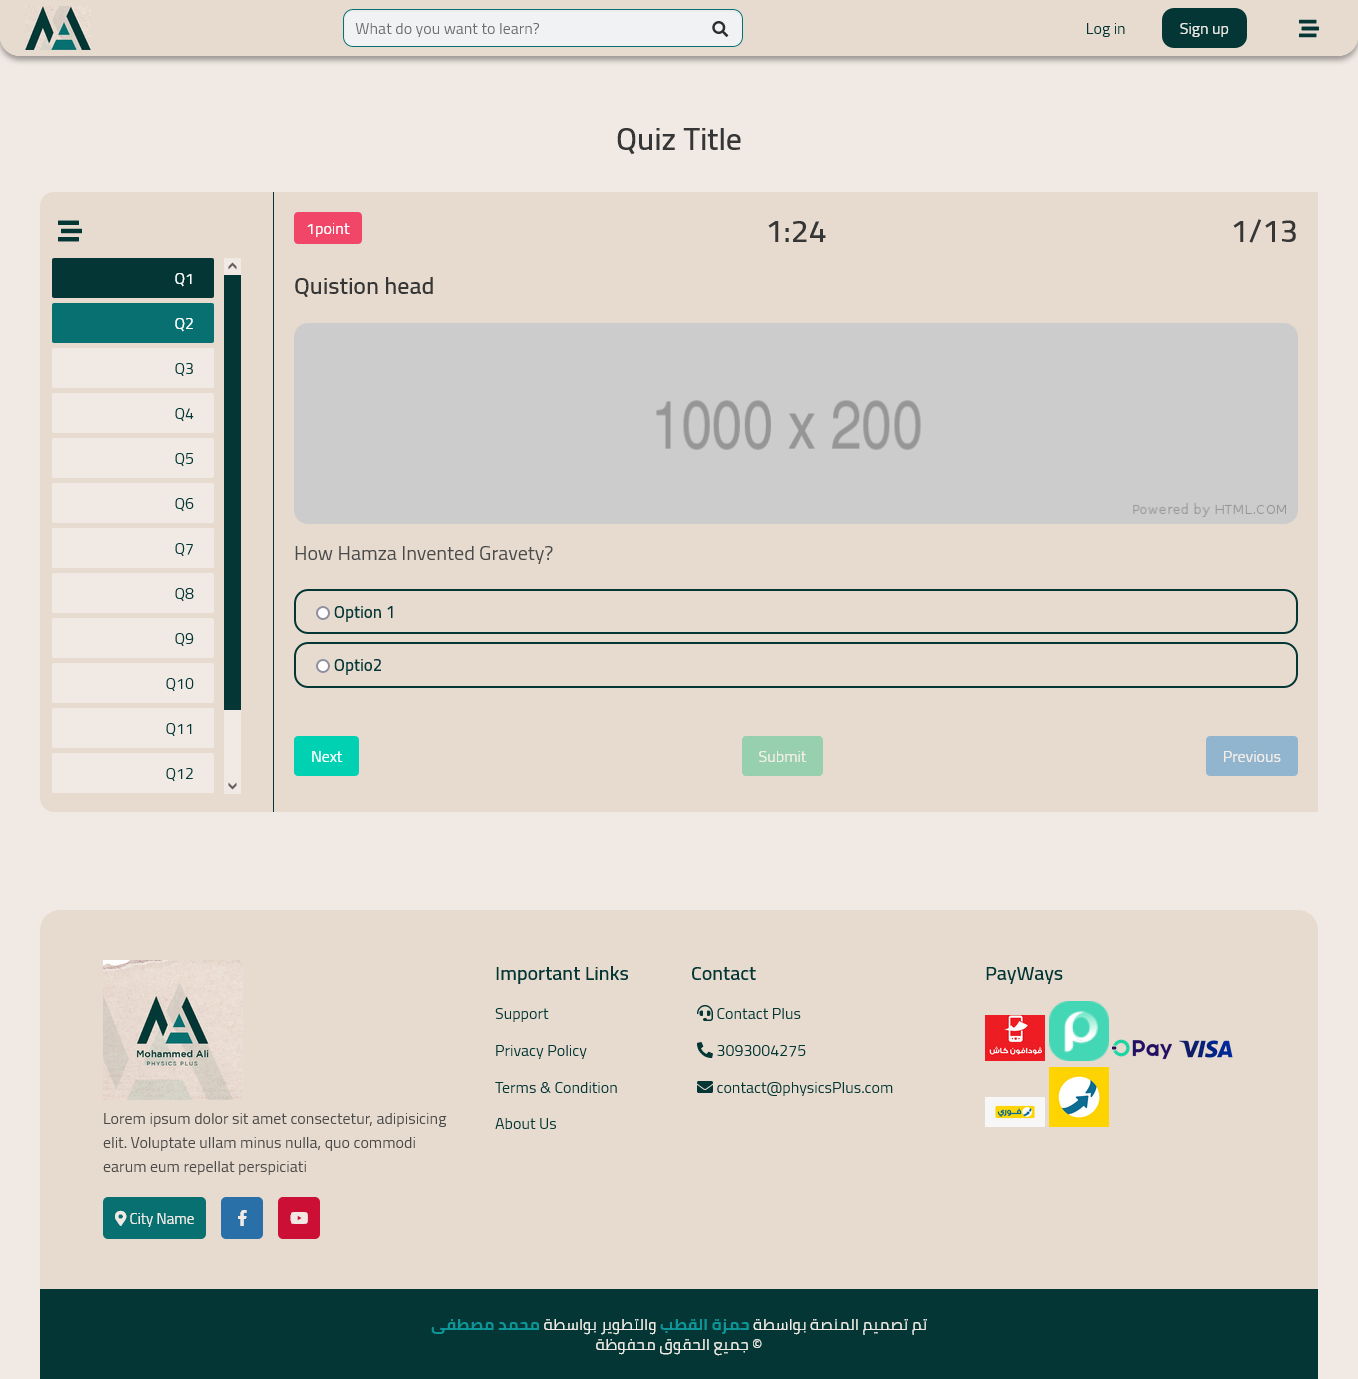 What do you want to learn?
Log in
Sign up
Quiz Title
Q1
Q2
Q3
Q4
Q5
Q6
Q7
Q8
Q9
Q10
Q11
Q12
1point
1:24
1/13
Quistion head
1000 x 200
Powered by HTML.COM
How Hamza Invented Gravety?
Option 1
Optio2
Next
Submit
Previous
Mohammed Ali
PHYSICS PLUS
Lorem ipsum dolor sit amet consectetur, adipisicing
elit. Voluptate ullam minus nulla, quo commodi
earum eum repellat perspiciati
City Name
Important Links
Support
Privacy Policy
Terms & Condition
About Us
Contact
Contact Plus
3093004275
contact@physicsPlus.com
PayWays
ڤودافون كاش
Pay
VISA
فوري
تم تصميم المنصة بواسطة حمزة القطب والتطوير بواسطة محمد مصطفى
© جميع الحقوق محفوظة